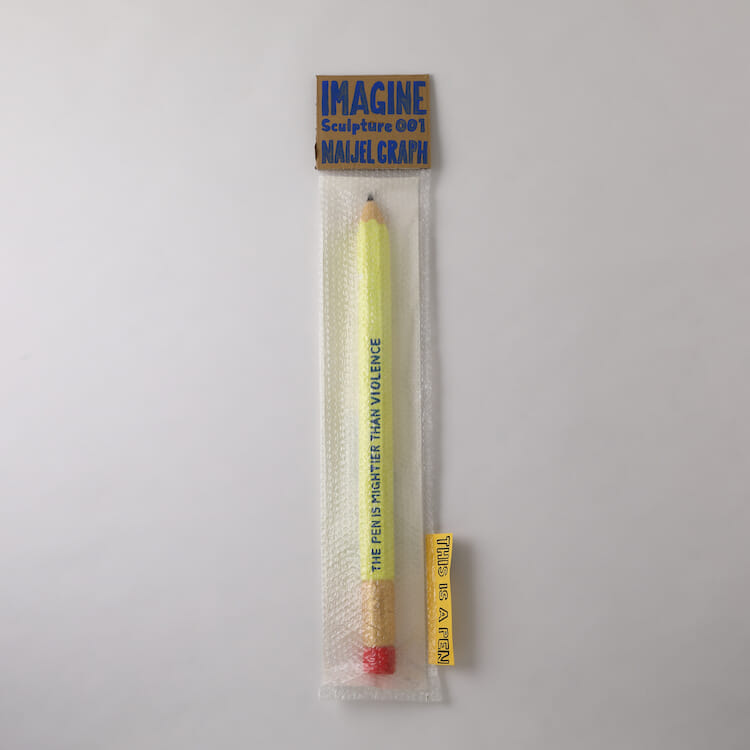 IMAGINE
Sculpture 001
NAIJEL GRAPH
THE PEN IS MIGHTIER THAN VIOLENCE
THIS IS A PEN